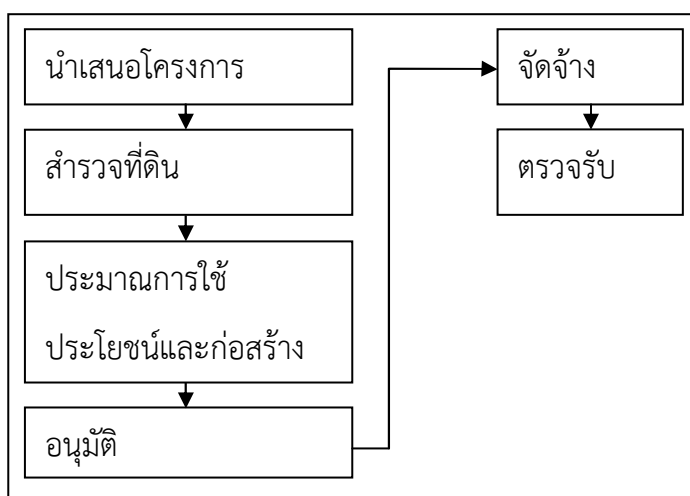 นำเสนอโครงการ
สำรวจที่ดิน
ประมาณการใช้
ประโยชน์และก่อสร้าง
อนุมัติ
จัดจ้าง
ตรวจรับ